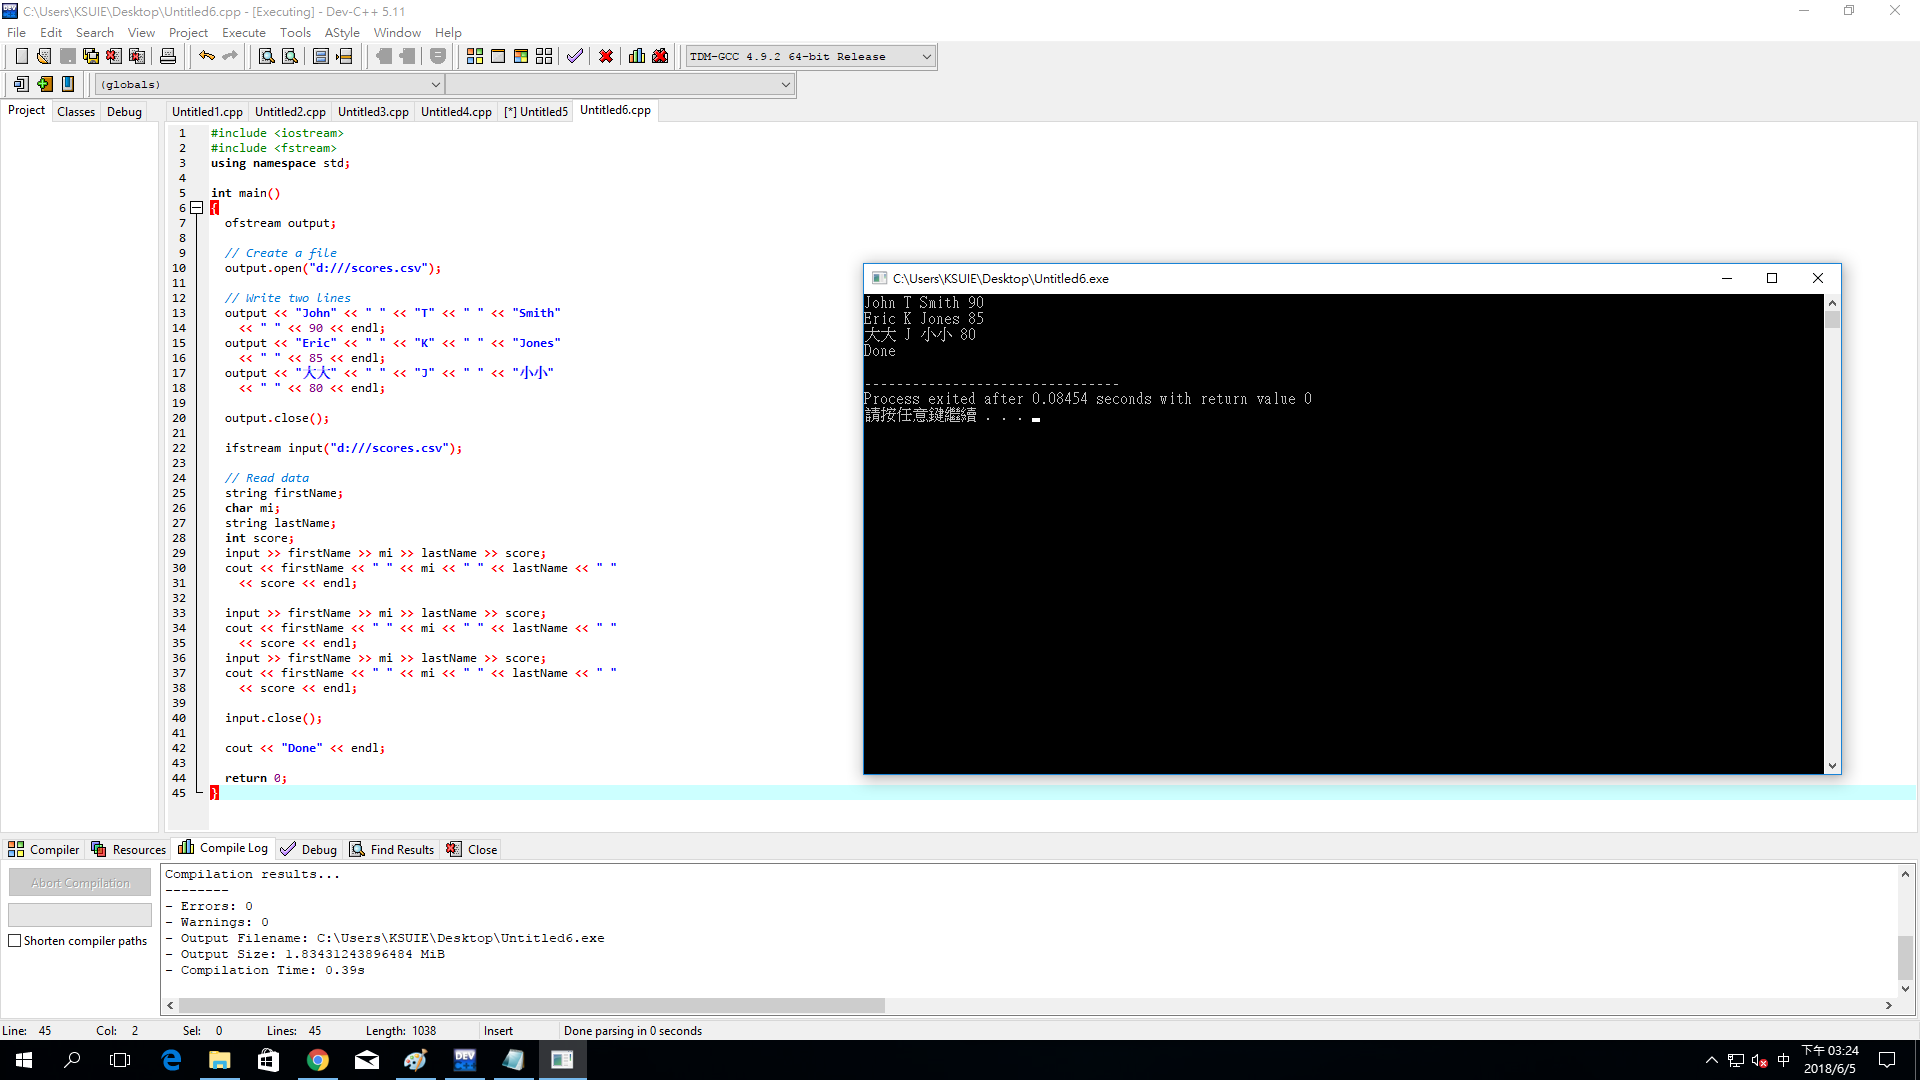 C:\Users\KSUIE\Desktop\Untitled6.cpp - [Executing] - Dev-C++ 5.11
File Edit Search View Project Execute Tools AStyle Window Help
TDM-GCC 4.9.2 64-bit Release
(globals)
Project Classes Debug Untitled1.cpp Untitled2.cpp Untitled3.cpp Untitled4.cpp [*] Untitled5 Untitled6.cpp
1 #include <iostream>
2 #include <fstream>
3 using namespace std;
4
5 int main()
6 {
7 ofstream output;
8
9 // Create a file
10 output.open("d:///scores.csv");
11
12 // Write two lines
13 output << "John" << " " << "T" << " " << "Smith"
14 << " " << 90 << endl;
15 output << "Eric" << " " << "K" << " " << "Jones"
16 << " " << 85 << endl;
17 output << "大大" << " " << "J" << " " << "小小"
18 << " " << 80 << endl;
19
20 output.close();
21
22 ifstream input("d:///scores.csv");
23
24 // Read data
25 string firstName;
26 char mi;
27 string lastName;
28 int score;
29 input >> firstName >> mi >> lastName >> score;
30 cout << firstName << " " << mi << " " << lastName << " "
31 << score << endl;
32
33 input >> firstName >> mi >> lastName >> score;
34 cout << firstName << " " << mi << " " << lastName << " "
35 << score << endl;
36 input >> firstName >> mi >> lastName >> score;
37 cout << firstName << " " << mi << " " << lastName << " "
38 << score << endl;
39
40 input.close();
41
42 cout << "Done" << endl;
43
44 return 0;
45 }
C:\Users\KSUIE\Desktop\Untitled6.exe
John T Smith 90
Eric K Jones 85
大大 J 小小 80
Done
--------------------------------
Process exited after 0.08454 seconds with return value 0
請按任意鍵繼續 . . .
Compiler Resources Compile Log Debug Find Results Close
Abort Compilation
Shorten compiler paths
Compilation results...
--------
- Errors: 0
- Warnings: 0
- Output Filename: C:\Users\KSUIE\Desktop\Untitled6.exe
- Output Size: 1.83431243896484 MiB
- Compilation Time: 0.39s
Line: 45 Col: 2 Sel: 0 Lines: 45 Length: 1038 Insert Done parsing in 0 seconds
DEV C++
中
下午 03:24
2018/6/5